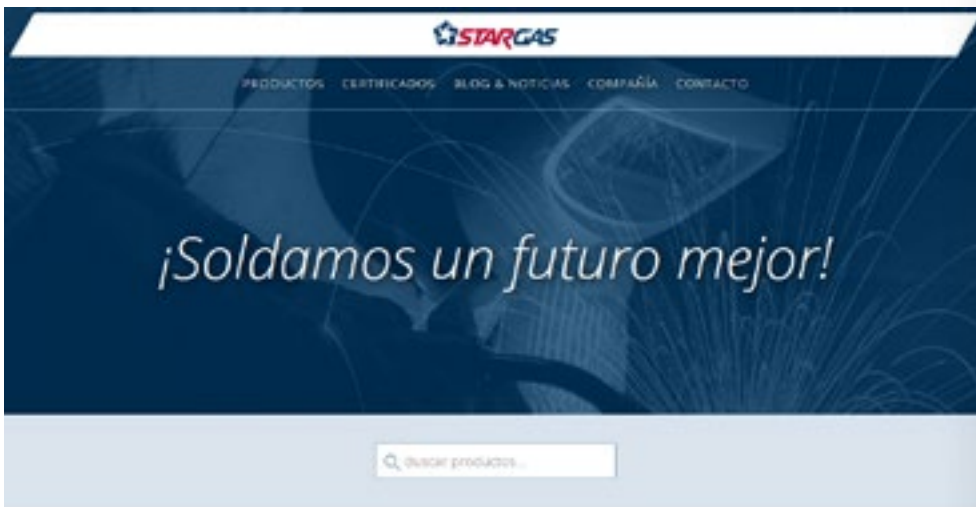 STARGAS
PRODUCTOS CERTIFICADOS BLOG & NOTICIAS COMPAÑÍA CONTACTO
¡Soldamos un futuro mejor!
Buscar productos...